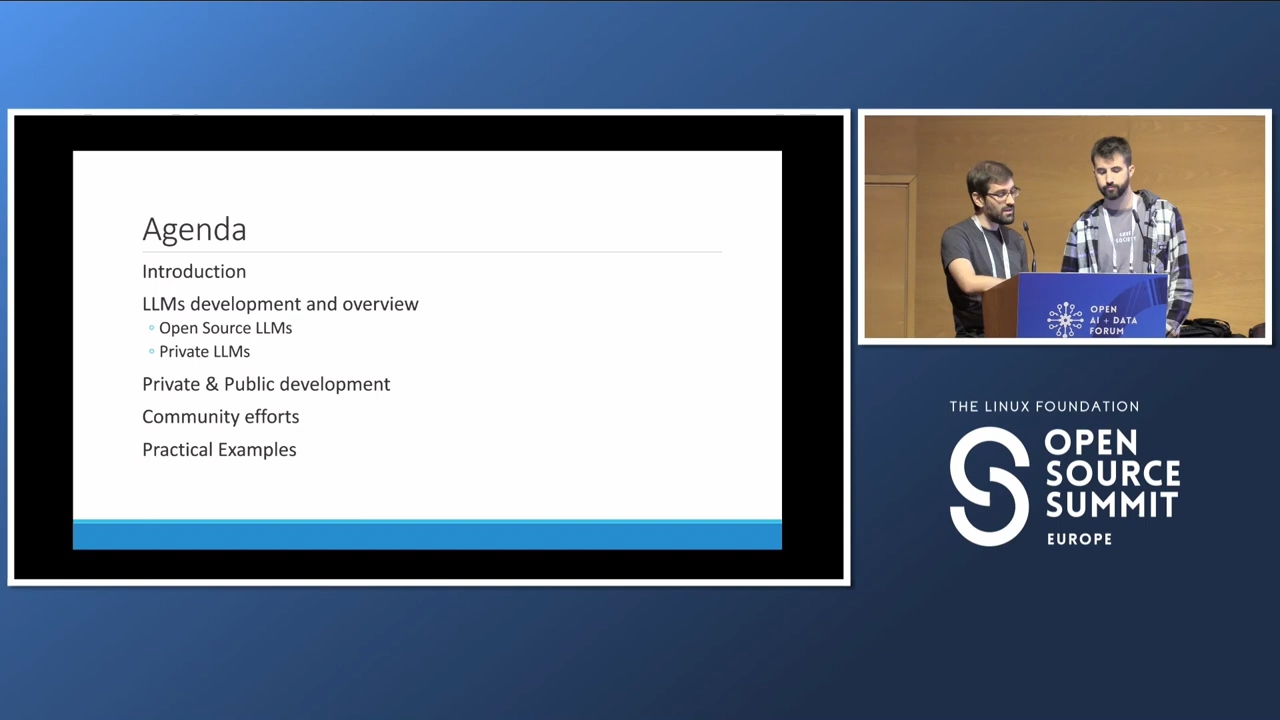 Agenda
Introduction
LLMs development and overview
Open Source LLMs
Private LLMs
Private & Public development
Community efforts
Practical Examples
OPEN
AI + DATA
FORUM
THE LINUX FOUNDATION
OPEN
SOURCE
SUMMIT
EUROPE